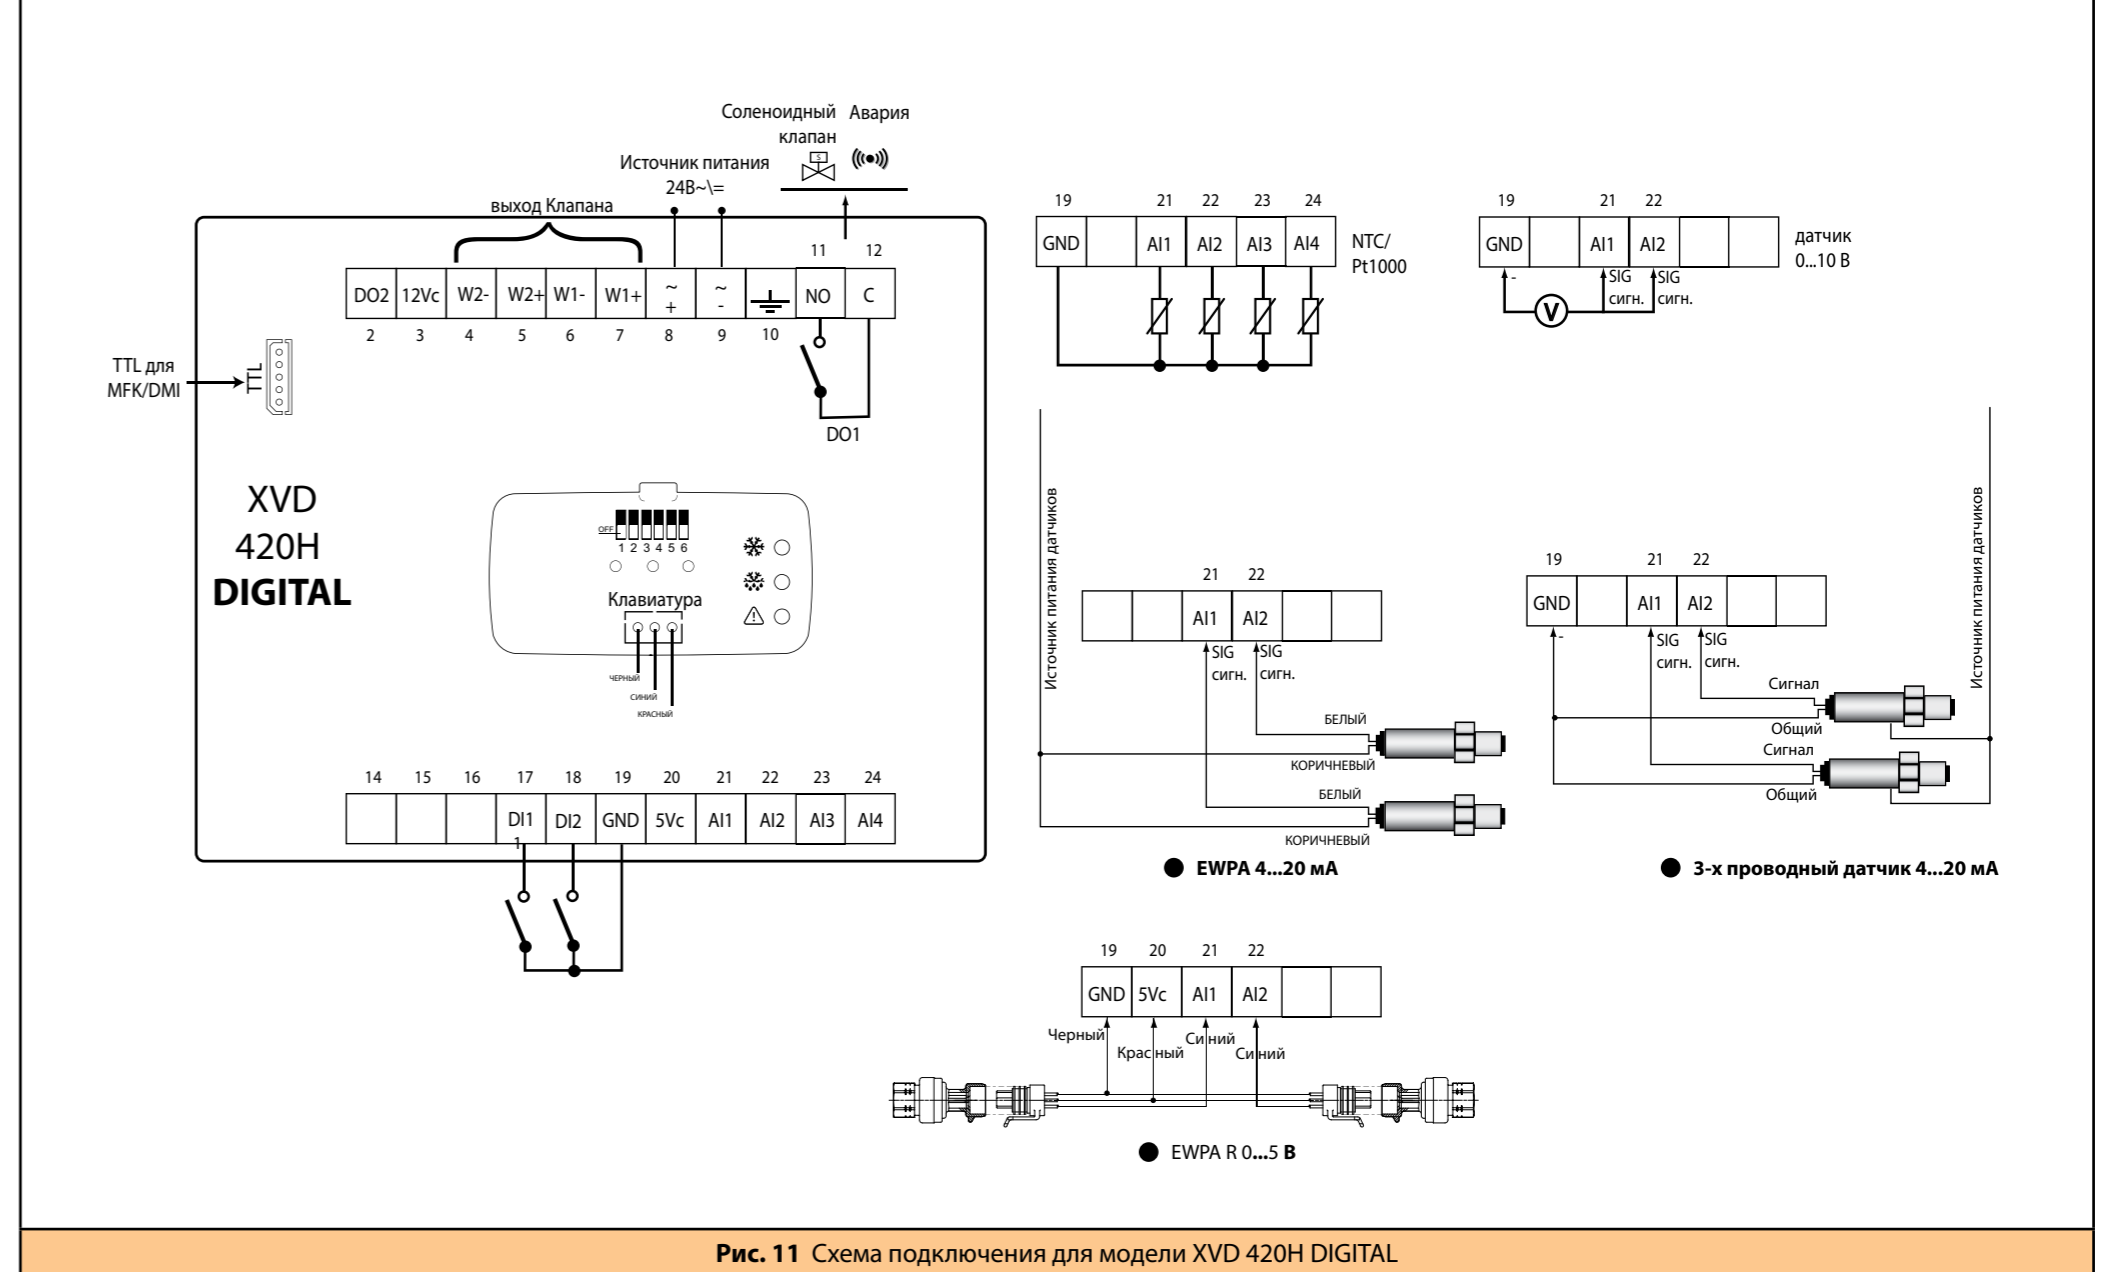 Соленоидный Авария
клапан
S
Источник питания
24В~\=
выход Клапана
11 12
DO2 12Vc W2- W2+ W1- W1+ ~ + ~ - NO C
2 3 4 5 6 7 8 9 10
DO1
TTL для
MFK/DMI
TTL
XVD
420H
DIGITAL
OFF
1 2 3 4 5 6
Клавиатура
ЧЕРНЫЙ
СИНИЙ
КРАСНЫЙ
14 15 16 17 18 19 20 21 22 23 24
DI1 DI2 GND 5Vc AI1 AI2 AI3 AI4
1
19 21 22 23 24
GND AI1 AI2 AI3 AI4
NTC/
Pt1000
19 21 22
GND AI1 AI2
датчик
0...10 В
- SIG SIG
сигн. сигн.
V
Источник питания датчиков
21 22
AI1 AI2
SIG SIG
сигн. сигн.
БЕЛЫЙ
КОРИЧНЕВЫЙ
БЕЛЫЙ
КОРИЧНЕВЫЙ
EWPA 4...20 мА
Источник питания датчиков
19 21 22
GND AI1 AI2
- SIG SIG
сигн. сигн.
Сигнал
Общий
Сигнал
Общий
3-х проводный датчик 4...20 мА
19 20 21 22
GND 5Vc AI1 AI2
Черный
Красный
Синий
Синий
EWPA R 0...5 В
Рис. 11 Схема подключения для модели XVD 420H DIGITAL